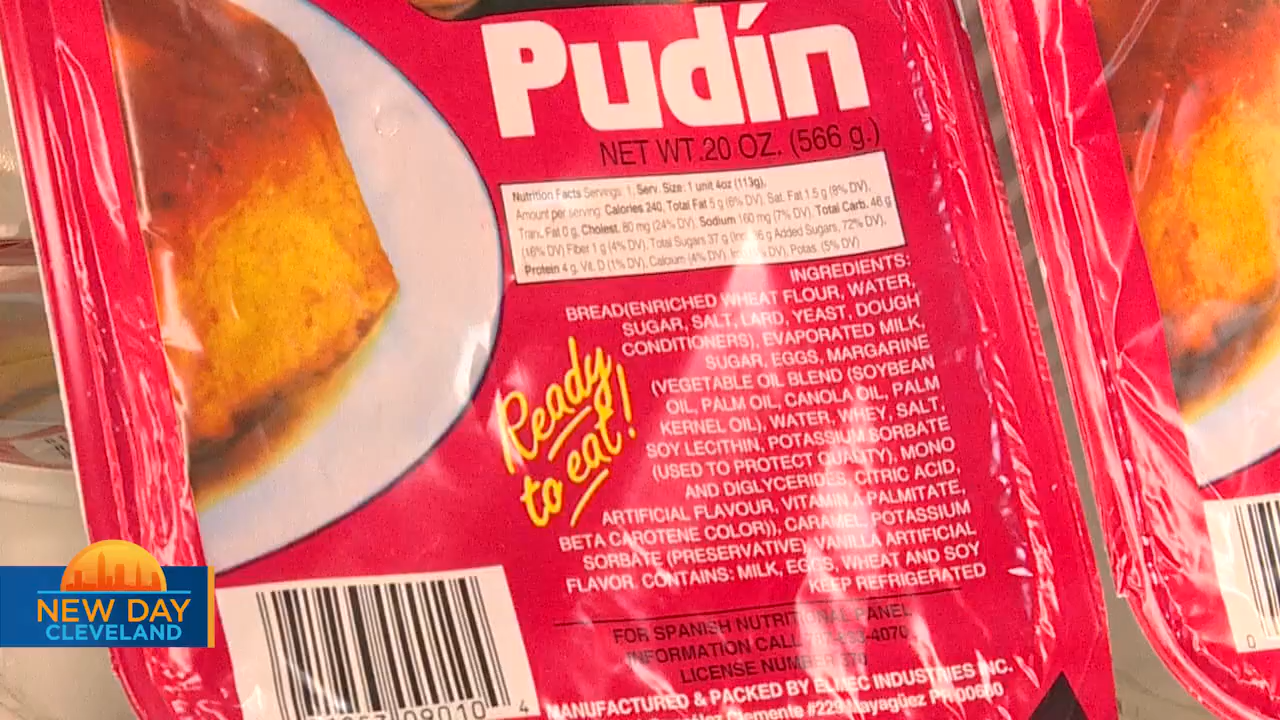 Pudín
NET WT. 20 OZ. (566 g.)
Nutrition Facts Servings: 1, Serv. Size: 1 unit 4oz (113g),
Amount per serving: Calories 240, Total Fat 5 g (6% DV), Sat. Fat 1.5 g (8% DV),
Tran. Fat 0 g, Cholest. 80 mg (24% DV), Sodium 160 mg (7% DV), Total Carb. 46 g
(16% DV) Fiber 1 g (4% DV), Total Sugars 37 g 6 g Added Sugars, 72% DV),
Protein 4 g, Vit. D (1% DV), Calcium (4% DV), DV), Potas. (5% DV)
INGREDIENTS:
BREAD(ENRICHED WHEAT FLOUR, WATER,
SUGAR, SALT, LARD, YEAST, DOUGH
CONDITIONERS), EVAPORATED MILK,
SUGAR, EGGS, MARGARINE
(VEGETABLE OIL BLEND (SOYBEAN
OIL, PALM OIL, CANOLA OIL, PALM
KERNEL OIL), WATER, WHEY, SALT,
SOY LECITHIN, POTASSIUM SORBATE
(USED TO PROTECT QUALITY), MONO
AND DIGLYCERIDES, CITRIC ACID,
ARTIFICIAL FLAVOUR, VITAMIN A PALMITATE,
BETA CAROTENE COLOR)), CARAMEL, POTASSIUM
SORBATE (PRESERVATIVE) VANILLA ARTIFICIAL
FLAVOR. CONTAINS: MILK, EGGS, WHEAT AND SOY
KEEP REFRIGERATED
Ready
to eat!
FOR SPANISH NUTRITIONAL PANEL
INFORMATION CALL -4070
LICENSE NUMBER
MANUFACTURED & PACKED BY INDUSTRIES INC.
Clemente #229 Mayagüez PR 00680
09010 4
0
NEW DAY
CLEVELAND